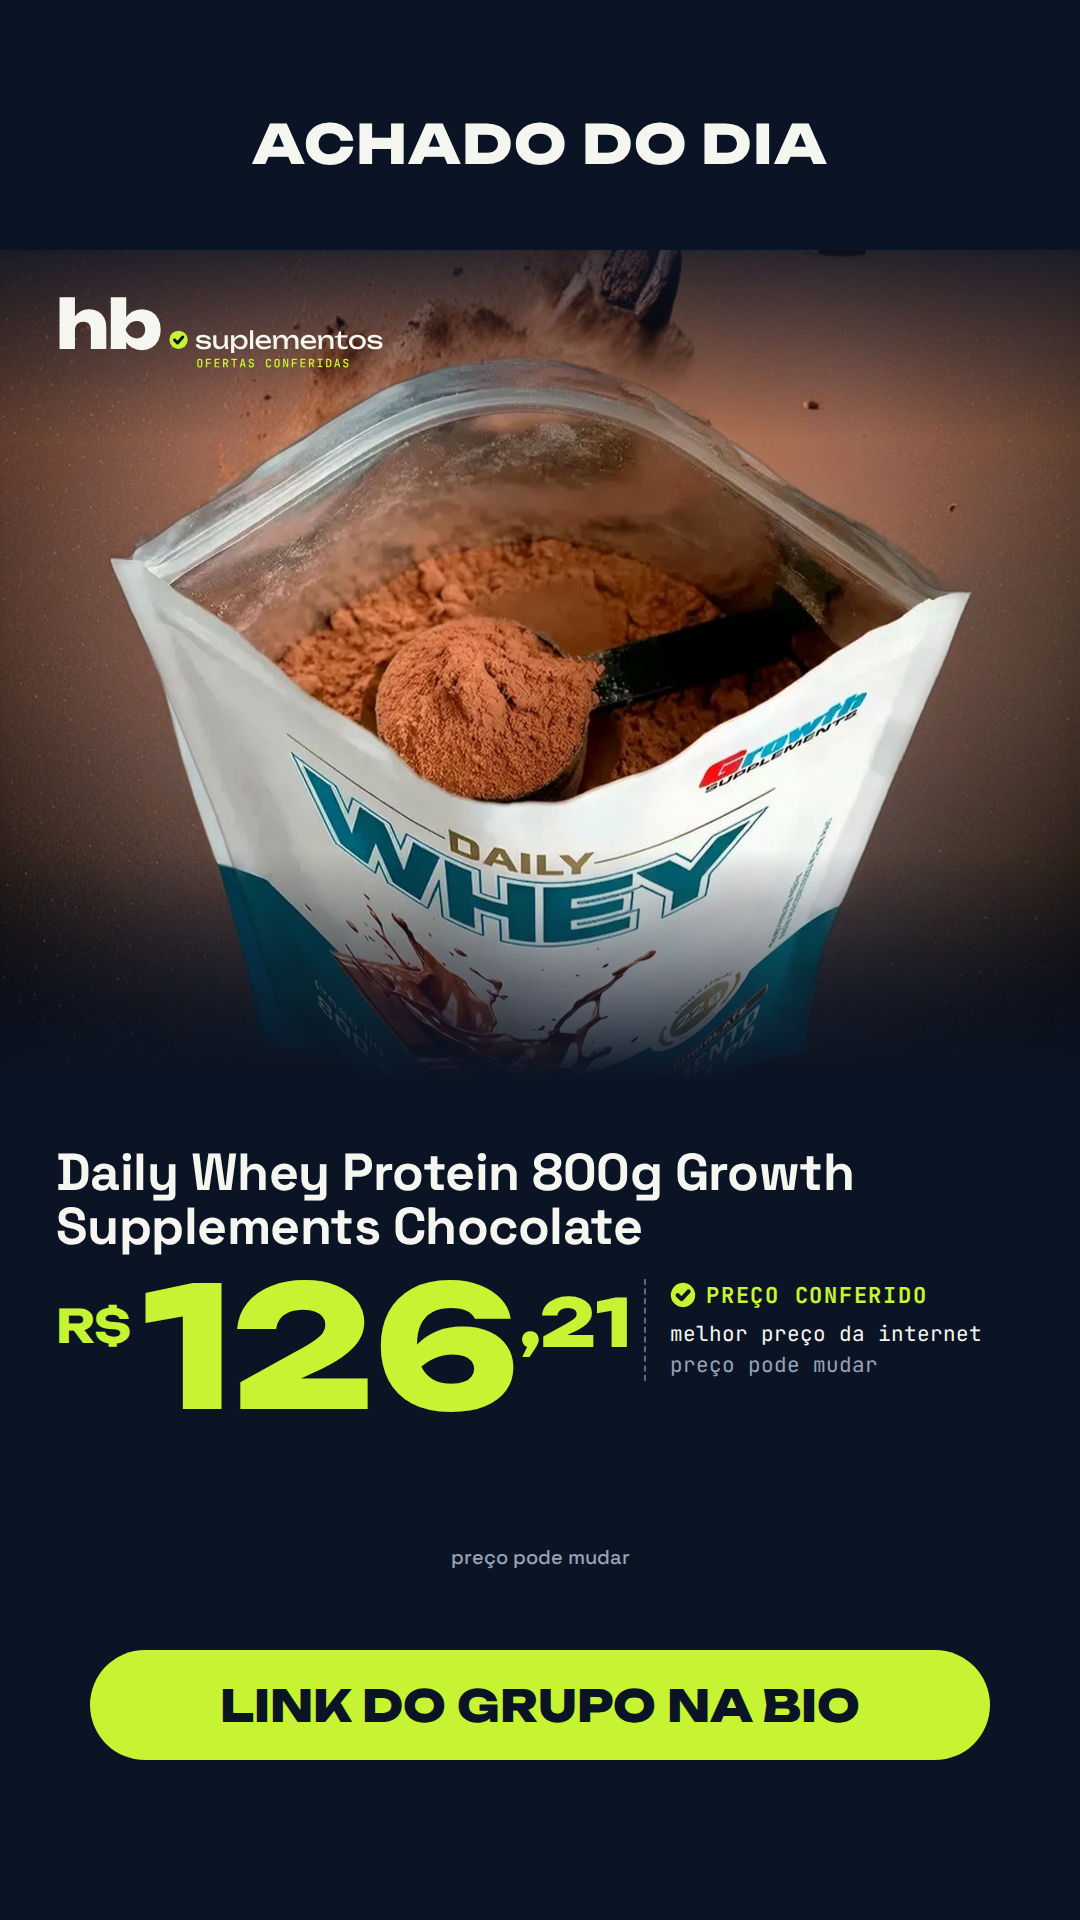 ACHADO DO DIA
hb suplementos
OFERTAS CONFERIDAS
Growth
SUPPLEMENTS
DAILY
WHEY
Daily Whey Protein 800g Growth
Supplements Chocolate
R$126,21
PREÇO CONFERIDO
melhor preço da internet
preço pode mudar
preço pode mudar
LINK DO GRUPO NA BIO